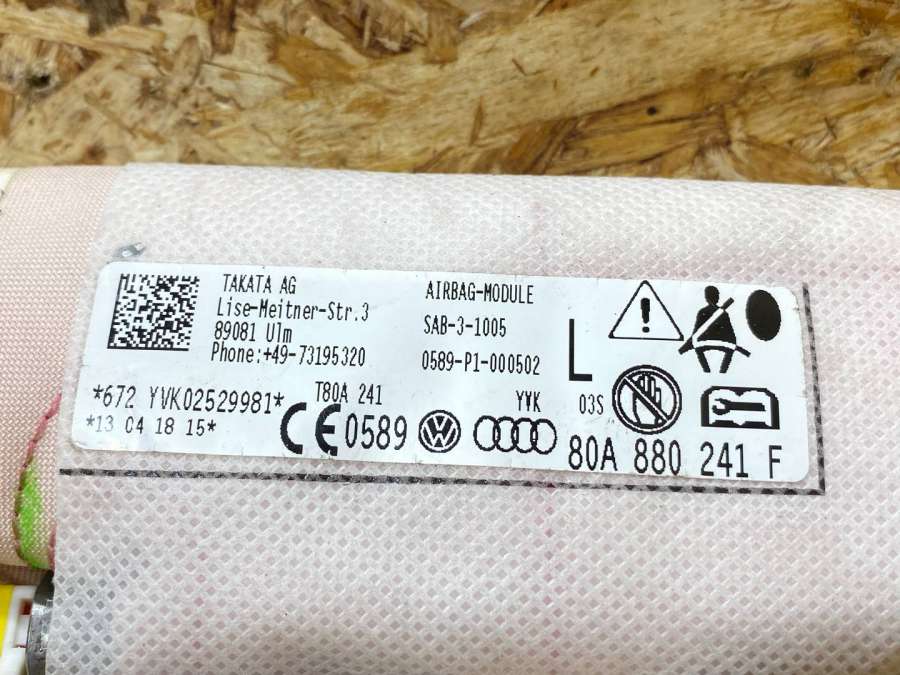 TAKATA AG
Lise-Meitner-Str.3
89081 Ulm
Phone:+49-73195320
AIRBAG-MODULE
SAB-3-1005
0589-P1-000502
L
*672 YVK02529981*
T80A 241
YVK
03S
*13 04 18 15*
CE 0589
80A 880 241 F